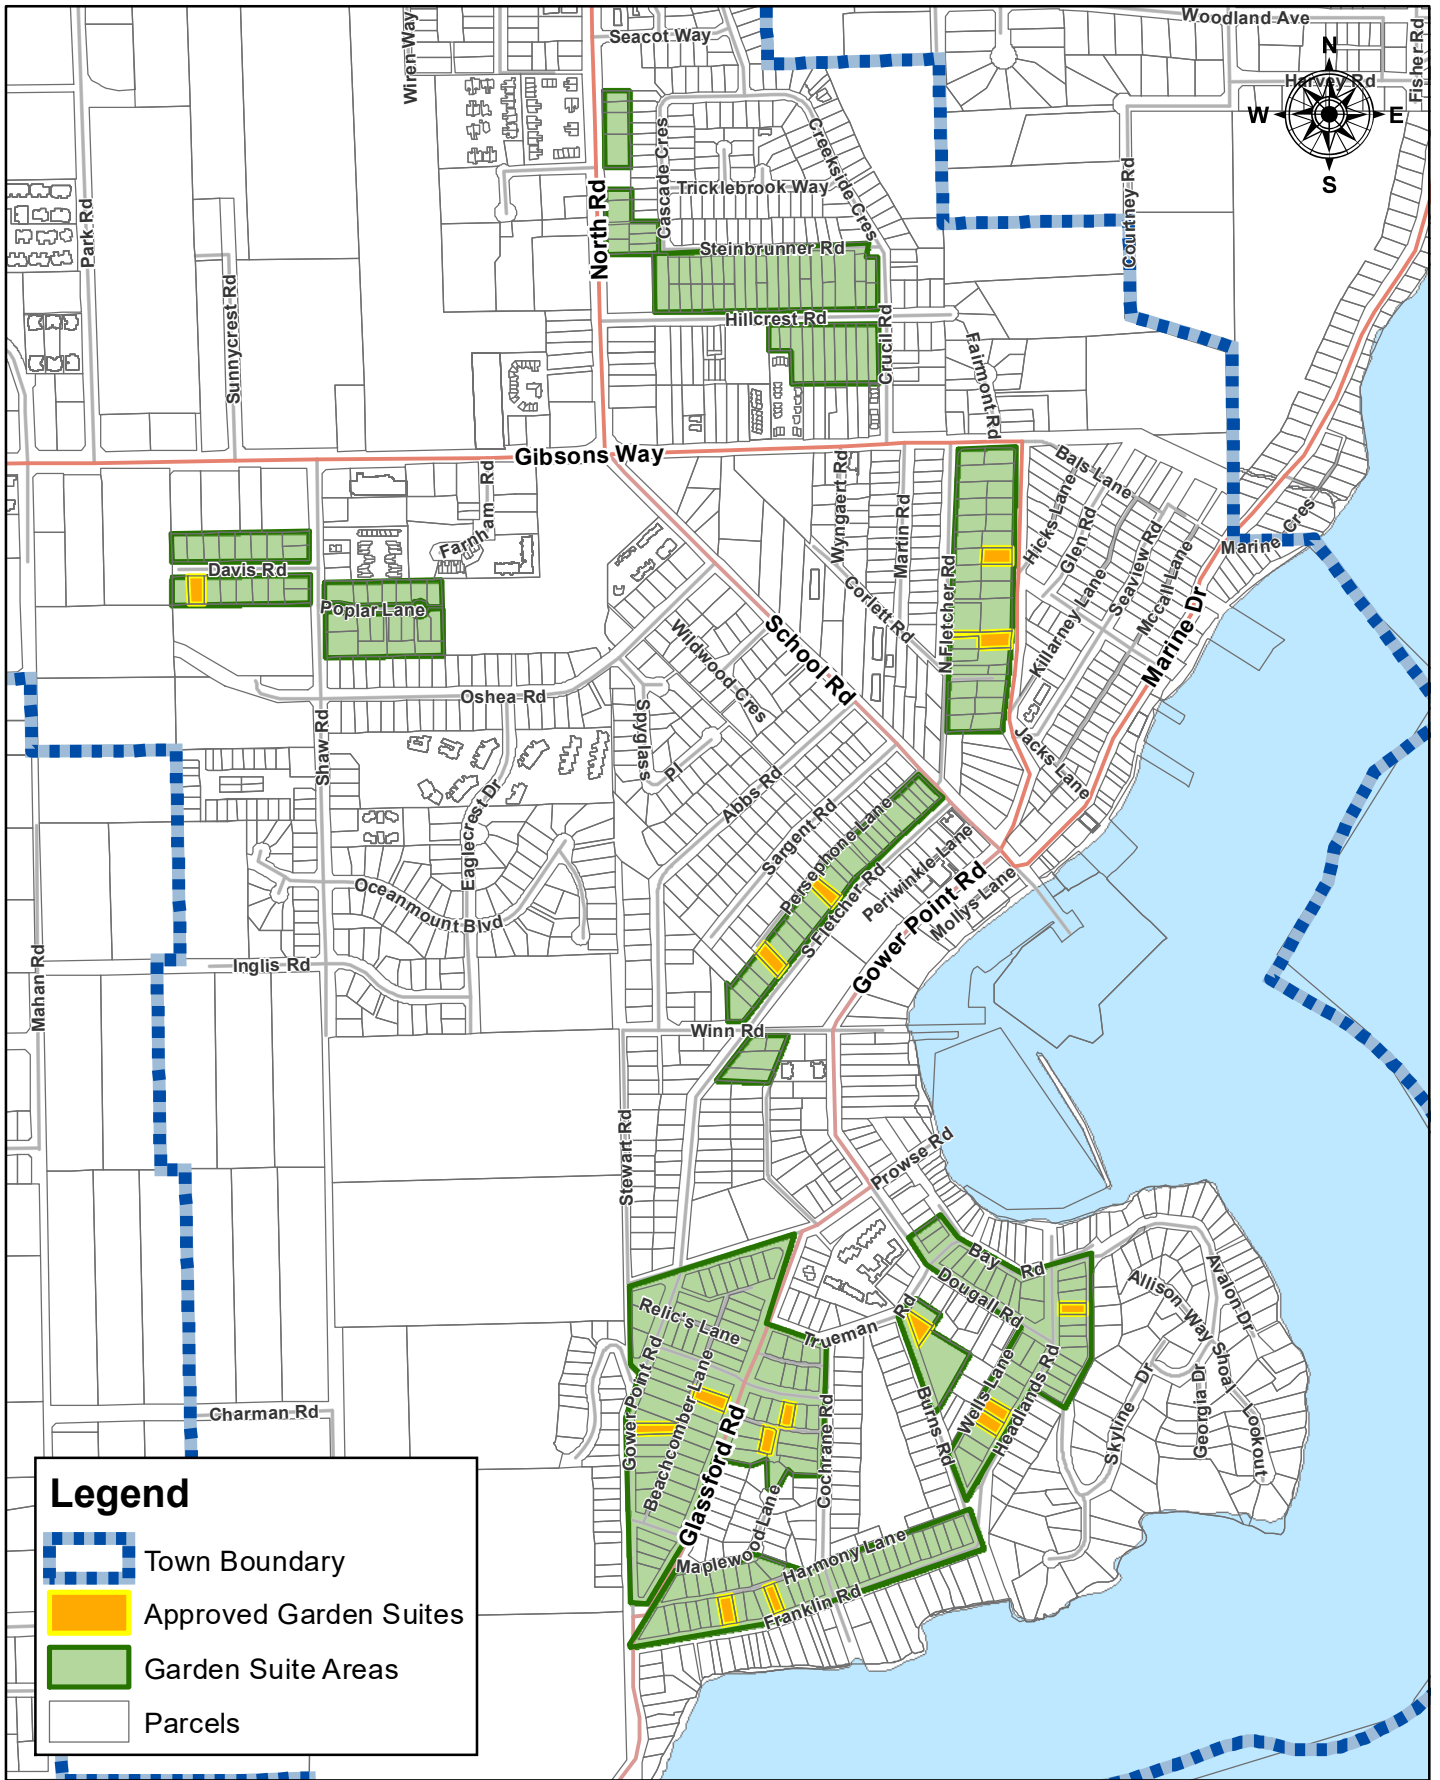 Woodland Ave
Seacot Way
Wiren Way
Fisher Rd
N
Harvey Rd
W
E
S
Cascade Cres
Creekside Cres
Tricklebrook Way
Courtney Rd
Park Rd
North Rd
Steinbrunner Rd
Sunnycrest Rd
Hillcrest Rd
Crucil Rd
Fairmont Rd
Gibsons Way
Bals Lane
Farnham Rd
Wyngaert Rd
Martin Rd
Hicks Lane
Glen Rd
Seaview Rd
Marine Cres
Davis Rd
Poplar Lane
Corlett Rd
N Fletcher Rd
Killarney Lane
McCall Lane
Marine Dr
School Rd
Wildwood Cres
Oshea Rd
Shaw Rd
Spyglass Pl
Jacks Lane
Abbs Rd
Sargent Rd
Persephone Lane
Eaglecrest Dr
Oceanmount Blvd
S Fletcher Rd
Periwinkle Lane
Gower Point Rd
Mollys Lane
Mahan Rd
Inglis Rd
Winn Rd
Stewart Rd
Prowse Rd
Bay Rd
Dougall Rd
Avalon Dr
Allison Way
Relic's Lane
Trueman Rd
Shoal Lookout
Gower Point Rd
Beachcomber Lane
Wells Lane
Headlands Rd
Skyline Dr
Georgia Dr
Burns Rd
Cochrane Rd
Glassford Rd
Charman Rd
Maplewood Lane
Harmony Lane
Franklin Rd
Legend
Town Boundary
Approved Garden Suites
Garden Suite Areas
Parcels